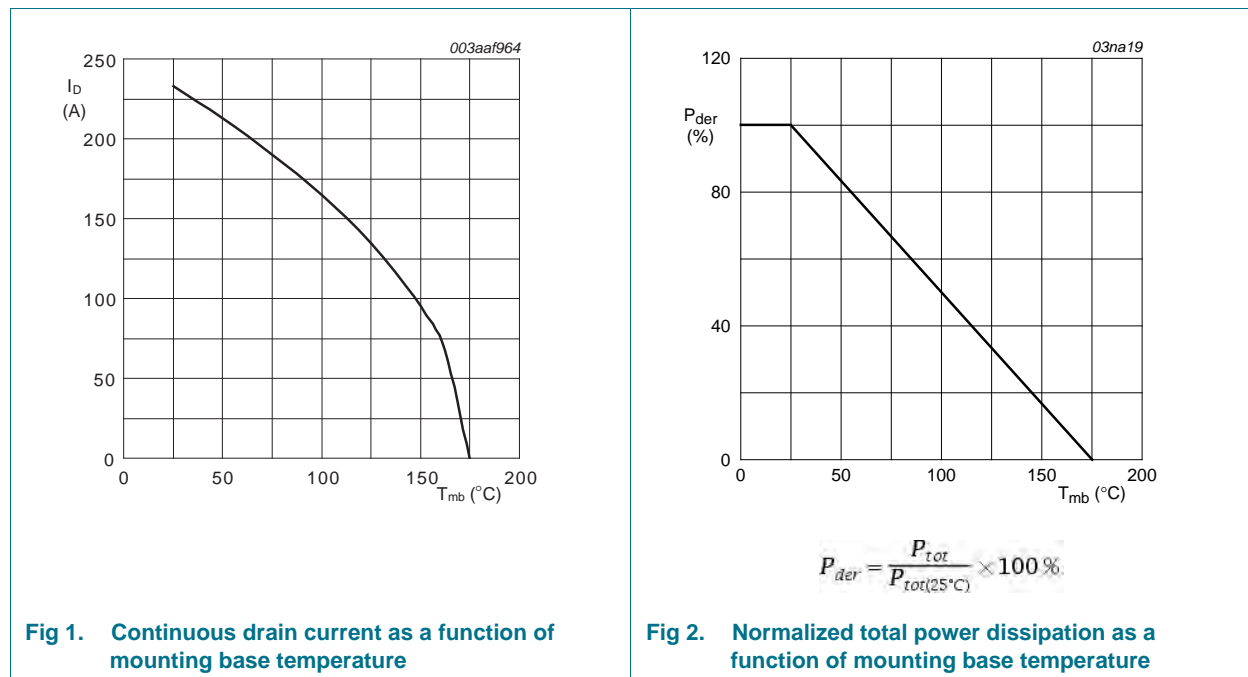 003aaf964
250
I_D
(A)
200
150
100
50
0
0 50 100 150 200
T_mb (°C)
Fig 1. Continuous drain current as a function of
mounting base temperature
03na19
120
P_der
(%)
80
40
0
0 50 100 150 200
T_mb (°C)
P_der = P_tot / P_tot(25°C) × 100 %
Fig 2. Normalized total power dissipation as a
function of mounting base temperature